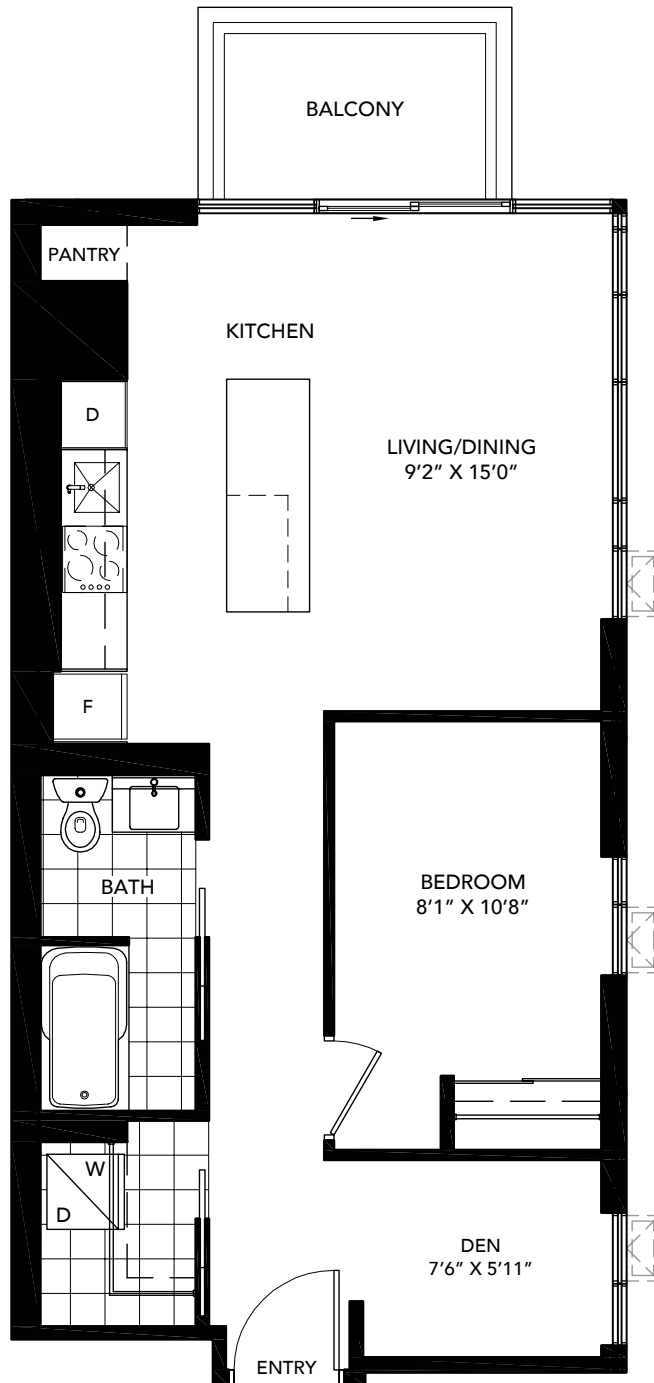 BALCONY
PANTRY
KITCHEN
D
LIVING/DINING
9'2" X 15'0"
F
BATH
BEDROOM
8'1" X 10'8"
W
D
DEN
7'6" X 5'11"
ENTRY